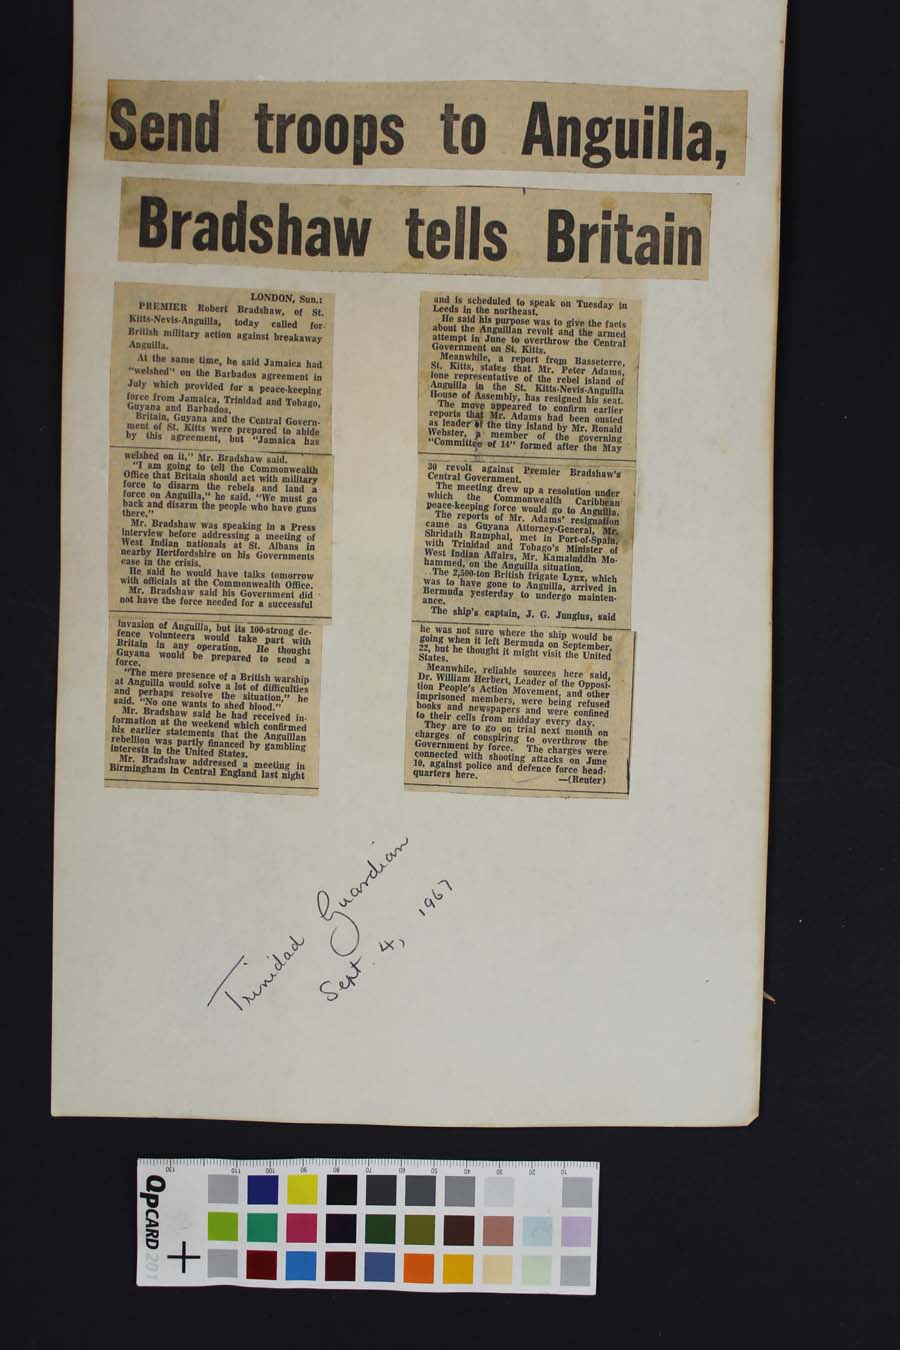 Send troops to Anguilla,
Bradshaw tells Britain
LONDON, Sun.:
PREMIER Robert Bradshaw, of St.
Kitts-Nevis-Anguilla, today called for
British military action against breakaway
Anguilla.
At the same time, he said Jamaica had
"welshed" on the Barbados agreement in
July which provided for a peace-keeping
force from Jamaica, Trinidad and Tobago,
Guyana and Barbados.
Britain, Guyana and the Central Govern-
ment of St. Kitts were prepared to abide
by this agreement, but "Jamaica has
welshed on it," Mr. Bradshaw said.
"I am going to tell the Commonwealth
Office that Britain should act with military
force to disarm the rebels and land a
force on Anguilla," he said. "We must go
back and disarm the people who have guns
there."
Mr. Bradshaw was speaking in a Press
interview before addressing a meeting of
West Indian nationals at St. Albans in
nearby Hertfordshire on his Governments
case in the crisis.
He said he would have talks tomorrow
with officials at the Commonwealth Office.
Mr. Bradshaw said his Government did
not have the force needed for a successful
invasion of Anguilla, but its 100-strong de-
fence volunteers would take part with
Britain in any operation. He thought
Guyana would be prepared to send a
force.
"The mere presence of a British warship
at Anguilla would solve a lot of difficulties
and perhaps resolve the situation," he
said. "No one wants to shed blood."
Mr. Bradshaw said he had received in-
formation at the weekend which confirmed
his earlier statements that the Anguillan
rebellion was partly financed by gambling
interests in the United States.
Mr. Bradshaw addressed a meeting in
Birmingham in Central England last night
and is scheduled to speak on Tuesday in
Leeds in the northeast.
He said his purpose was to give the facts
about the Anguillan revolt and the armed
attempt in June to overthrow the Central
Government on St. Kitts.
Meanwhile, a report from Basseterre,
St. Kitts, states that Mr. Peter Adams,
lone representative of the rebel island of
Anguilla in the St. Kitts-Nevis-Anguilla
House of Assembly, has resigned his seat.
The move appeared to confirm earlier
reports that Mr. Adams had been ousted
as leader of the tiny island by Mr. Ronald
Webster, a member of the governing
"Committee of 14" formed after the May
30 revolt against Premier Bradshaw's
Central Government.
The meeting drew up a resolution under
which the Commonwealth Caribbean
peace-keeping force would go to Anguilla.
The reports of Mr. Adams' resignation
came as Guyana Attorney-General, Mr.
Shridath Ramphal, met in Port-of-Spain,
with Trinidad and Tobago's Minister of
West Indian Affairs, Mr. Kamaluddin Mo-
hammed, on the Anguilla situation.
The 2,500-ton British frigate Lynx, which
was to have gone to Anguilla, arrived in
Bermuda yesterday to undergo mainten-
ance.
The ship's captain, J. G. Jungius, said
he was not sure where the ship would be
going when it left Bermuda on September,
22, but he thought it might visit the United
States.
Meanwhile, reliable sources here said,
Dr. William Herbert, Leader of the Opposi-
tion People's Action Movement, and other
imprisoned members, were being refused
books and newspapers and were confined
to their cells from midday every day.
They are to go on trial next month on
charges of conspiring to overthrow the
Government by force. The charges were
connected with shooting attacks on June
10, against police and defence force head-
quarters here. —(Reuter)
Trinidad Guardian
Sept. 4, 1967
130 110 100 90 80 70 60 50 40 30 20 10
QPCARD 201